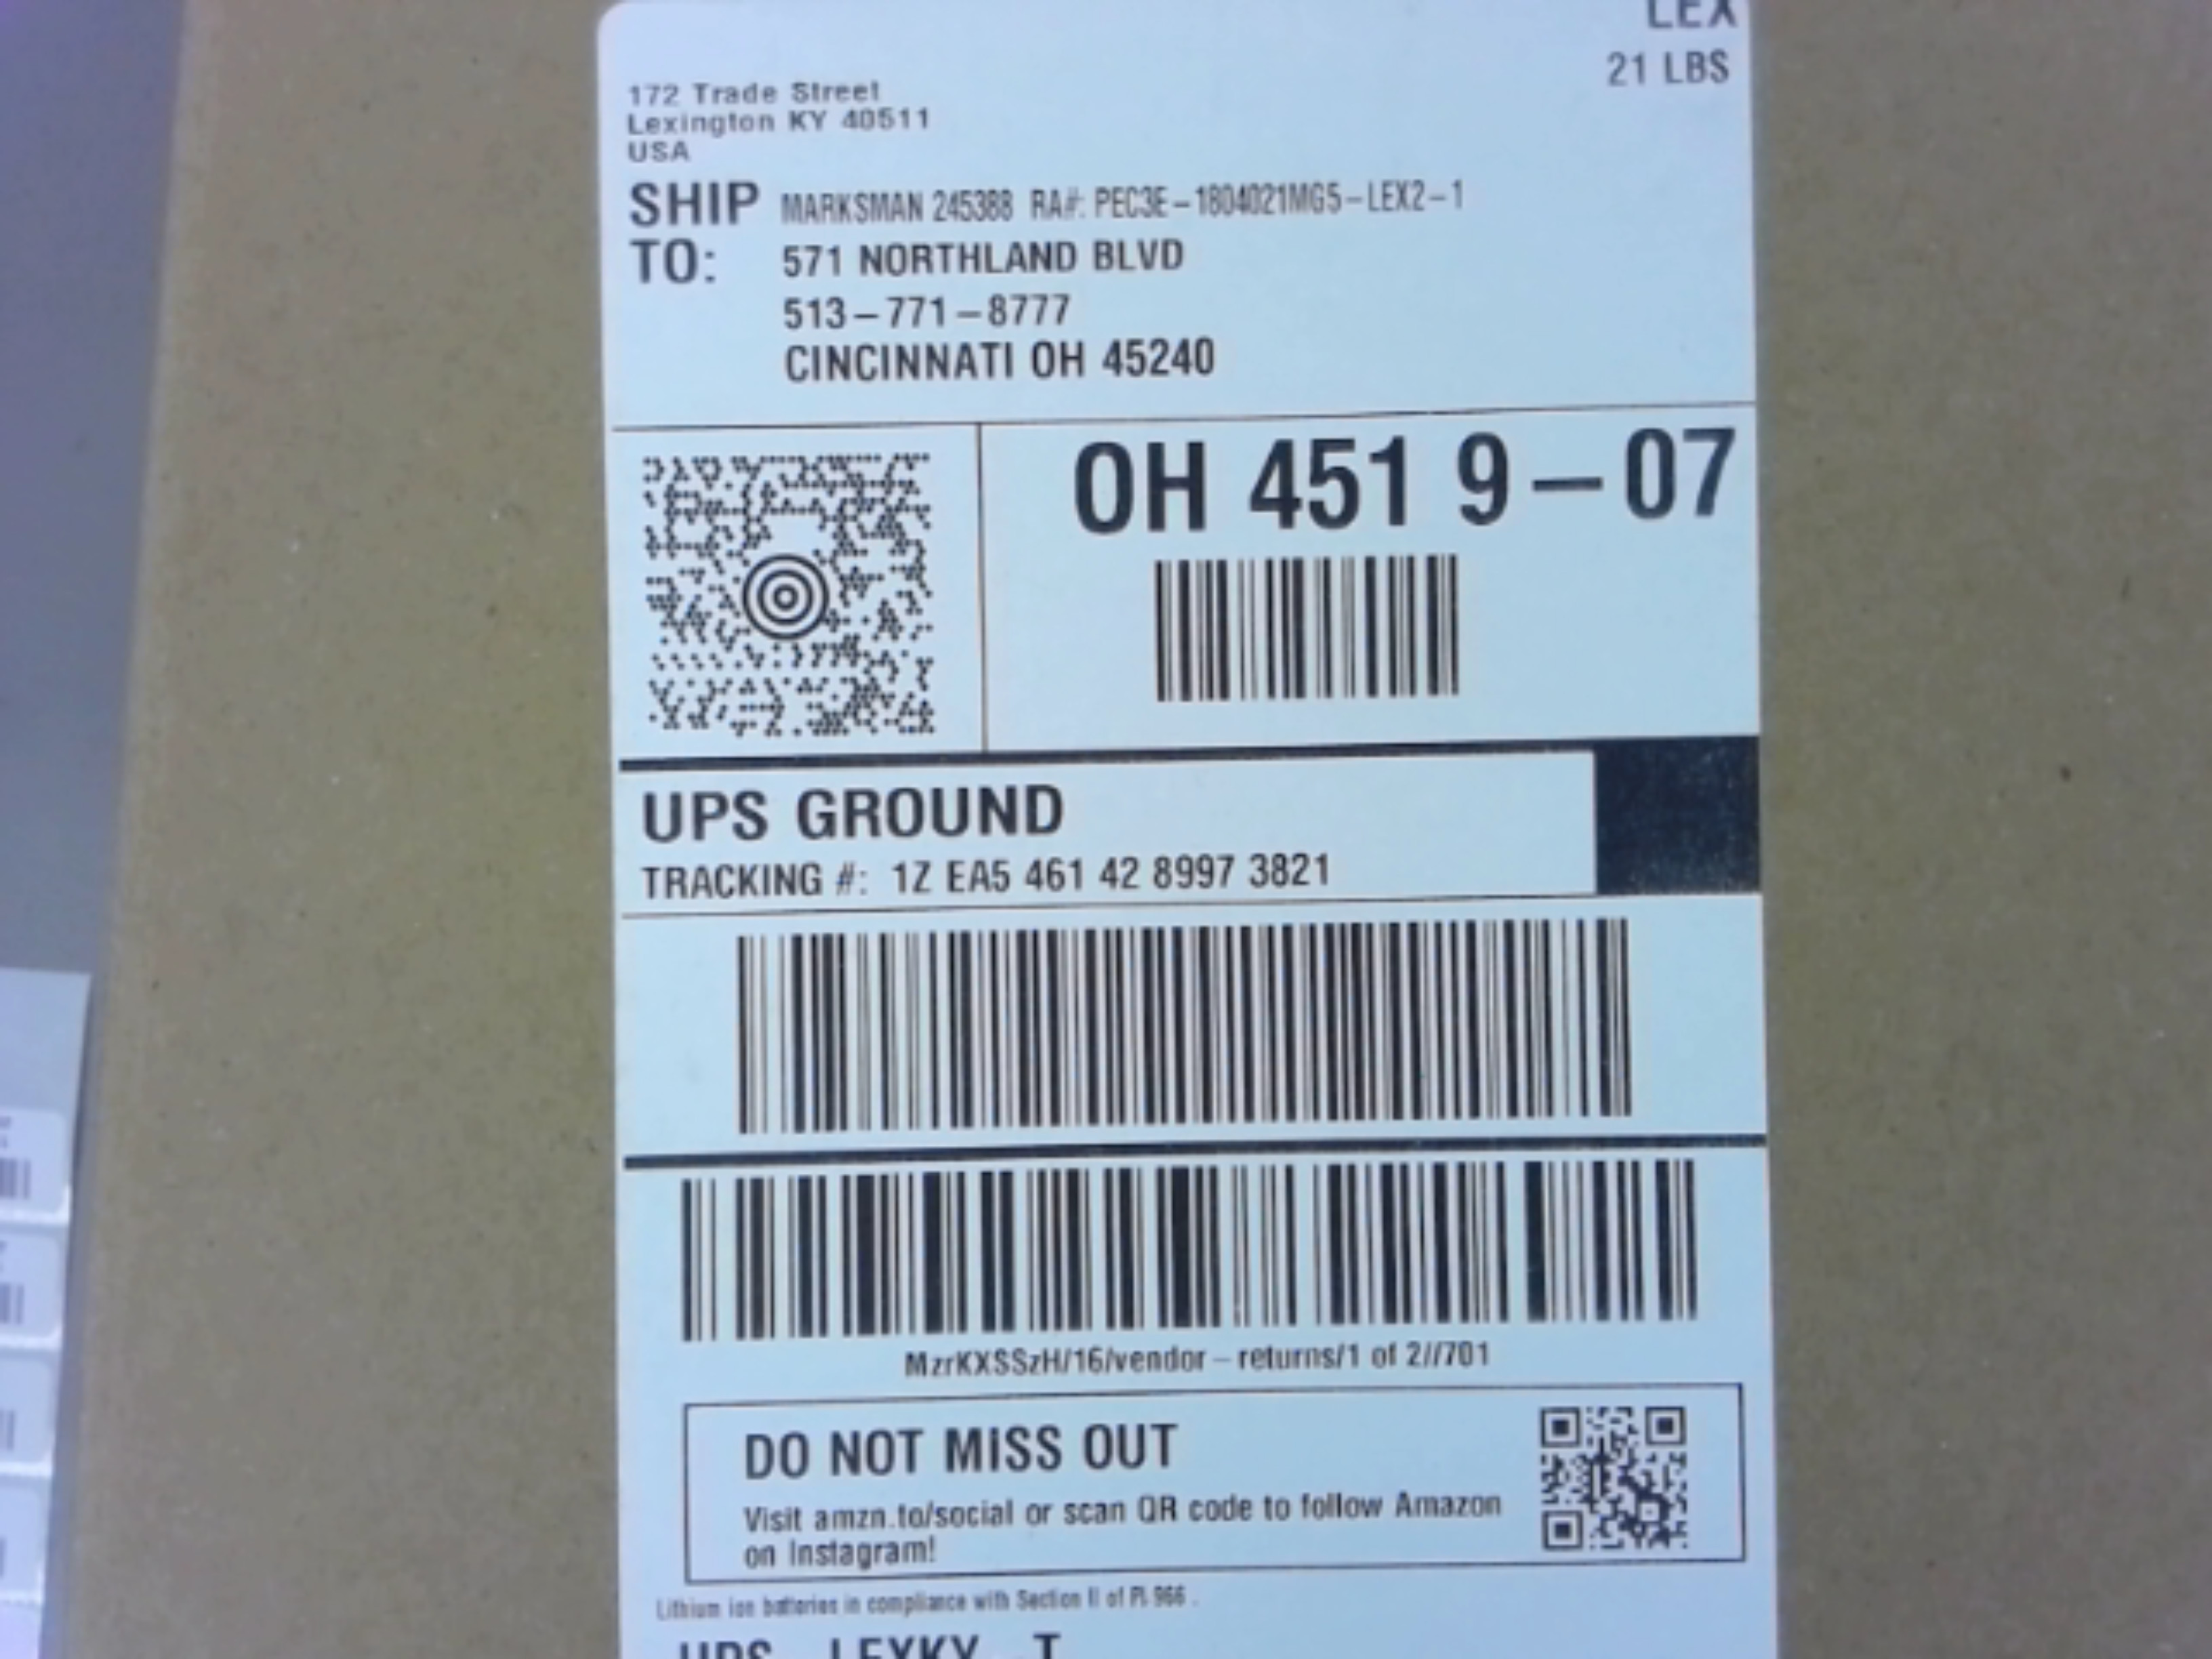 LEX
21 LBS
172 Trade Street
Lexington KY 40511
USA
SHIP TO:
MARKSMAN 245388 RA#: PEC3E-1804021MG5-LEX2-1
571 NORTHLAND BLVD
513-771-8777
CINCINNATI OH 45240
OH 451 9-07
UPS GROUND
TRACKING #: 1Z EA5 461 42 8997 3821
MzrKXSSzH/16/vendor-returns/1 of 2//701
DO NOT MISS OUT
Visit amzn.to/social or scan QR code to follow Amazon
on Instagram!
Lithium ion batteries in compliance with Section II of PI 966 .
UPS LEXKY T